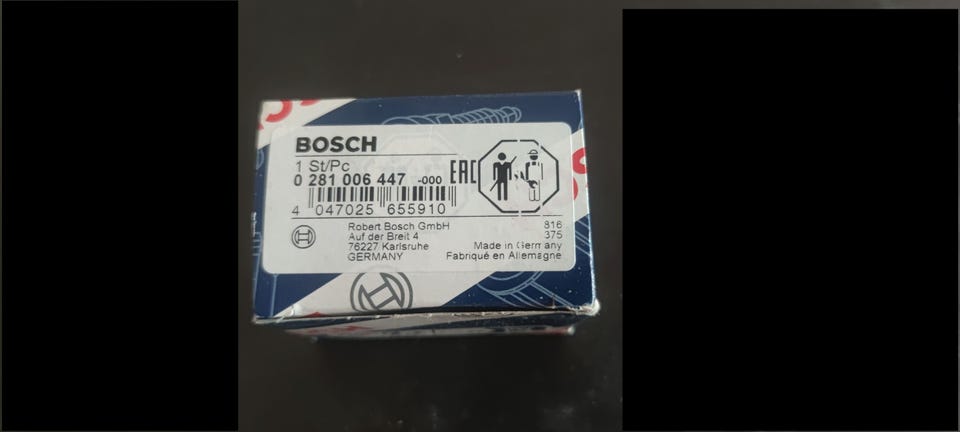 BOSCH
1 St/Pc
0 281 006 447 -000
EAC
4 047025 655910
Robert Bosch GmbH
Auf der Breit 4
76227 Karlsruhe
GERMANY
816
375
Made in Germany
Fabriqué en Allemagne